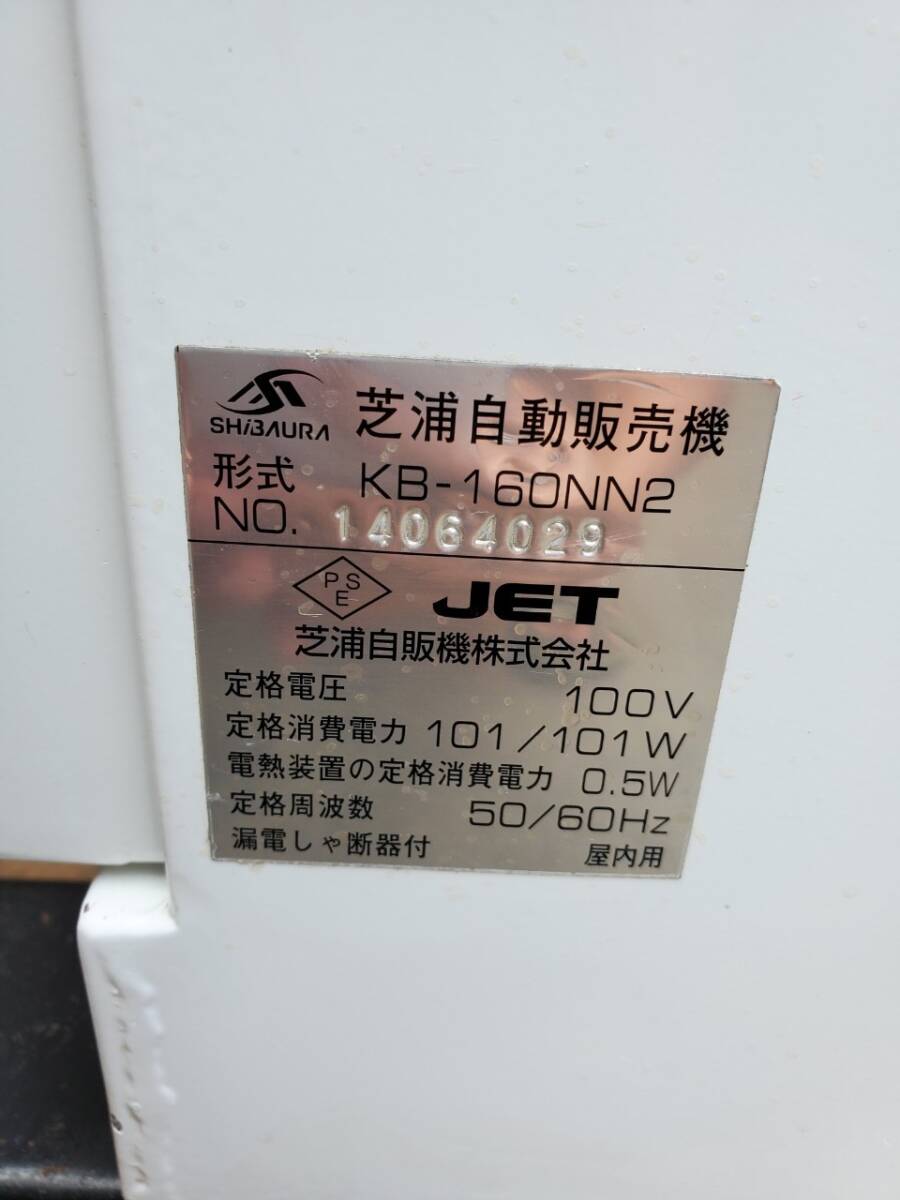 SHiBAURA 芝浦自動販売機
形式 KB-160NN2
NO. 14064029
PSE JET
芝浦自販機株式会社
定格電圧 100V
定格消費電力 101/101W
電熱装置の定格消費電力 0.5W
定格周波数 50/60Hz
漏電しゃ断器付 屋内用